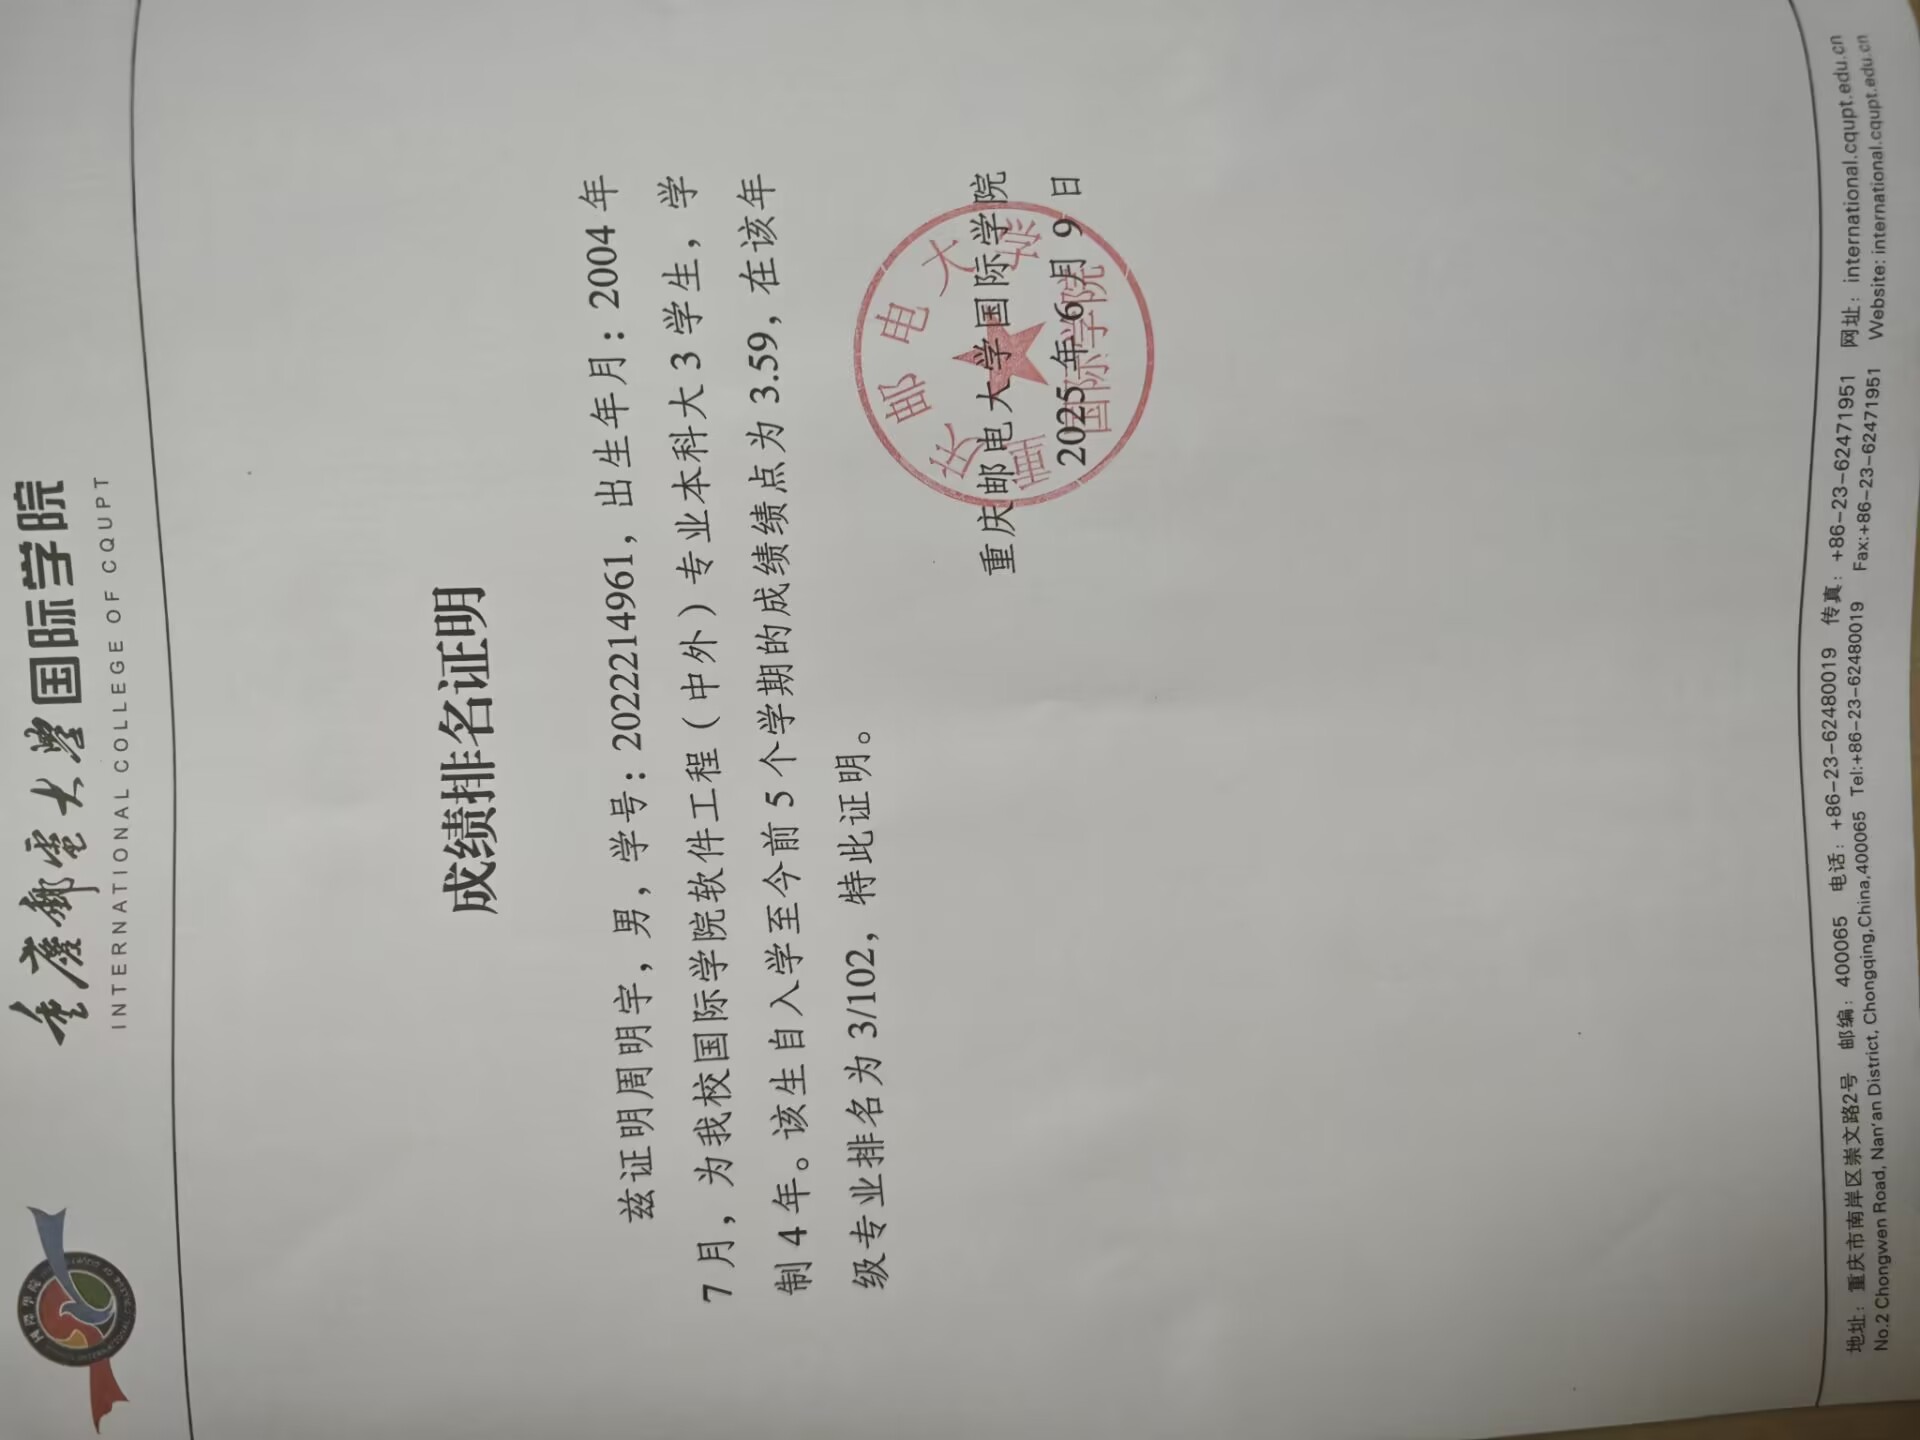 重慶郵電大學国际学院
INTERNATIONAL COLLEGE OF CQUPT
成绩排名证明
兹证明周明宇，男，学号：2022214961，出生年月：2004 年
7 月，为我校国际学院软件工程（中外）专业本科大 3 学生，学
制 4 年。该生自入学至今前 5 个学期的成绩绩点为 3.59，在该年
级专业排名为 3/102，特此证明。
重庆邮电大学国际学院
2025 年 6 月 9 日
重庆邮电大学
国际学院
地址：重庆市南岸区崇文路2号 邮编：400065 电话：+86-23-62480019 传真：+86-23-62471951 网址：international.cqupt.edu.cn
No.2 Chongwen Road, Nan'an District, Chongqing,China,400065 Tel:+86-23-62480019 Fax:+86-23-62471951 Website: international.cqupt.edu.cn